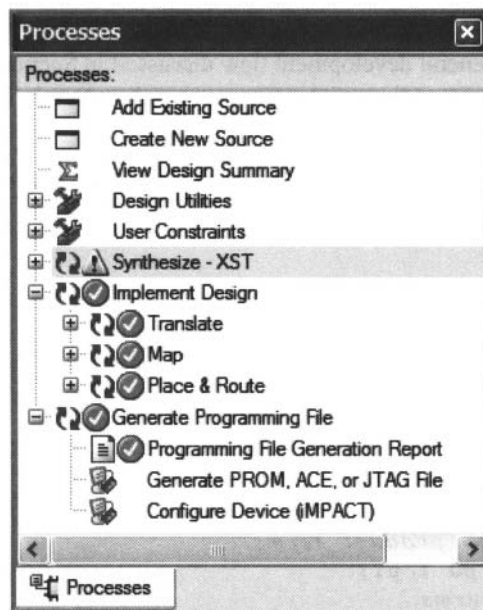 Processes
Processes:
Add Existing Source
Create New Source
View Design Summary
Design Utilities
User Constraints
Synthesize - XST
Implement Design
Translate
Map
Place & Route
Generate Programming File
Programming File Generation Report
Generate PROM, ACE, or JTAG File
Configure Device (iMPACT)
Processes